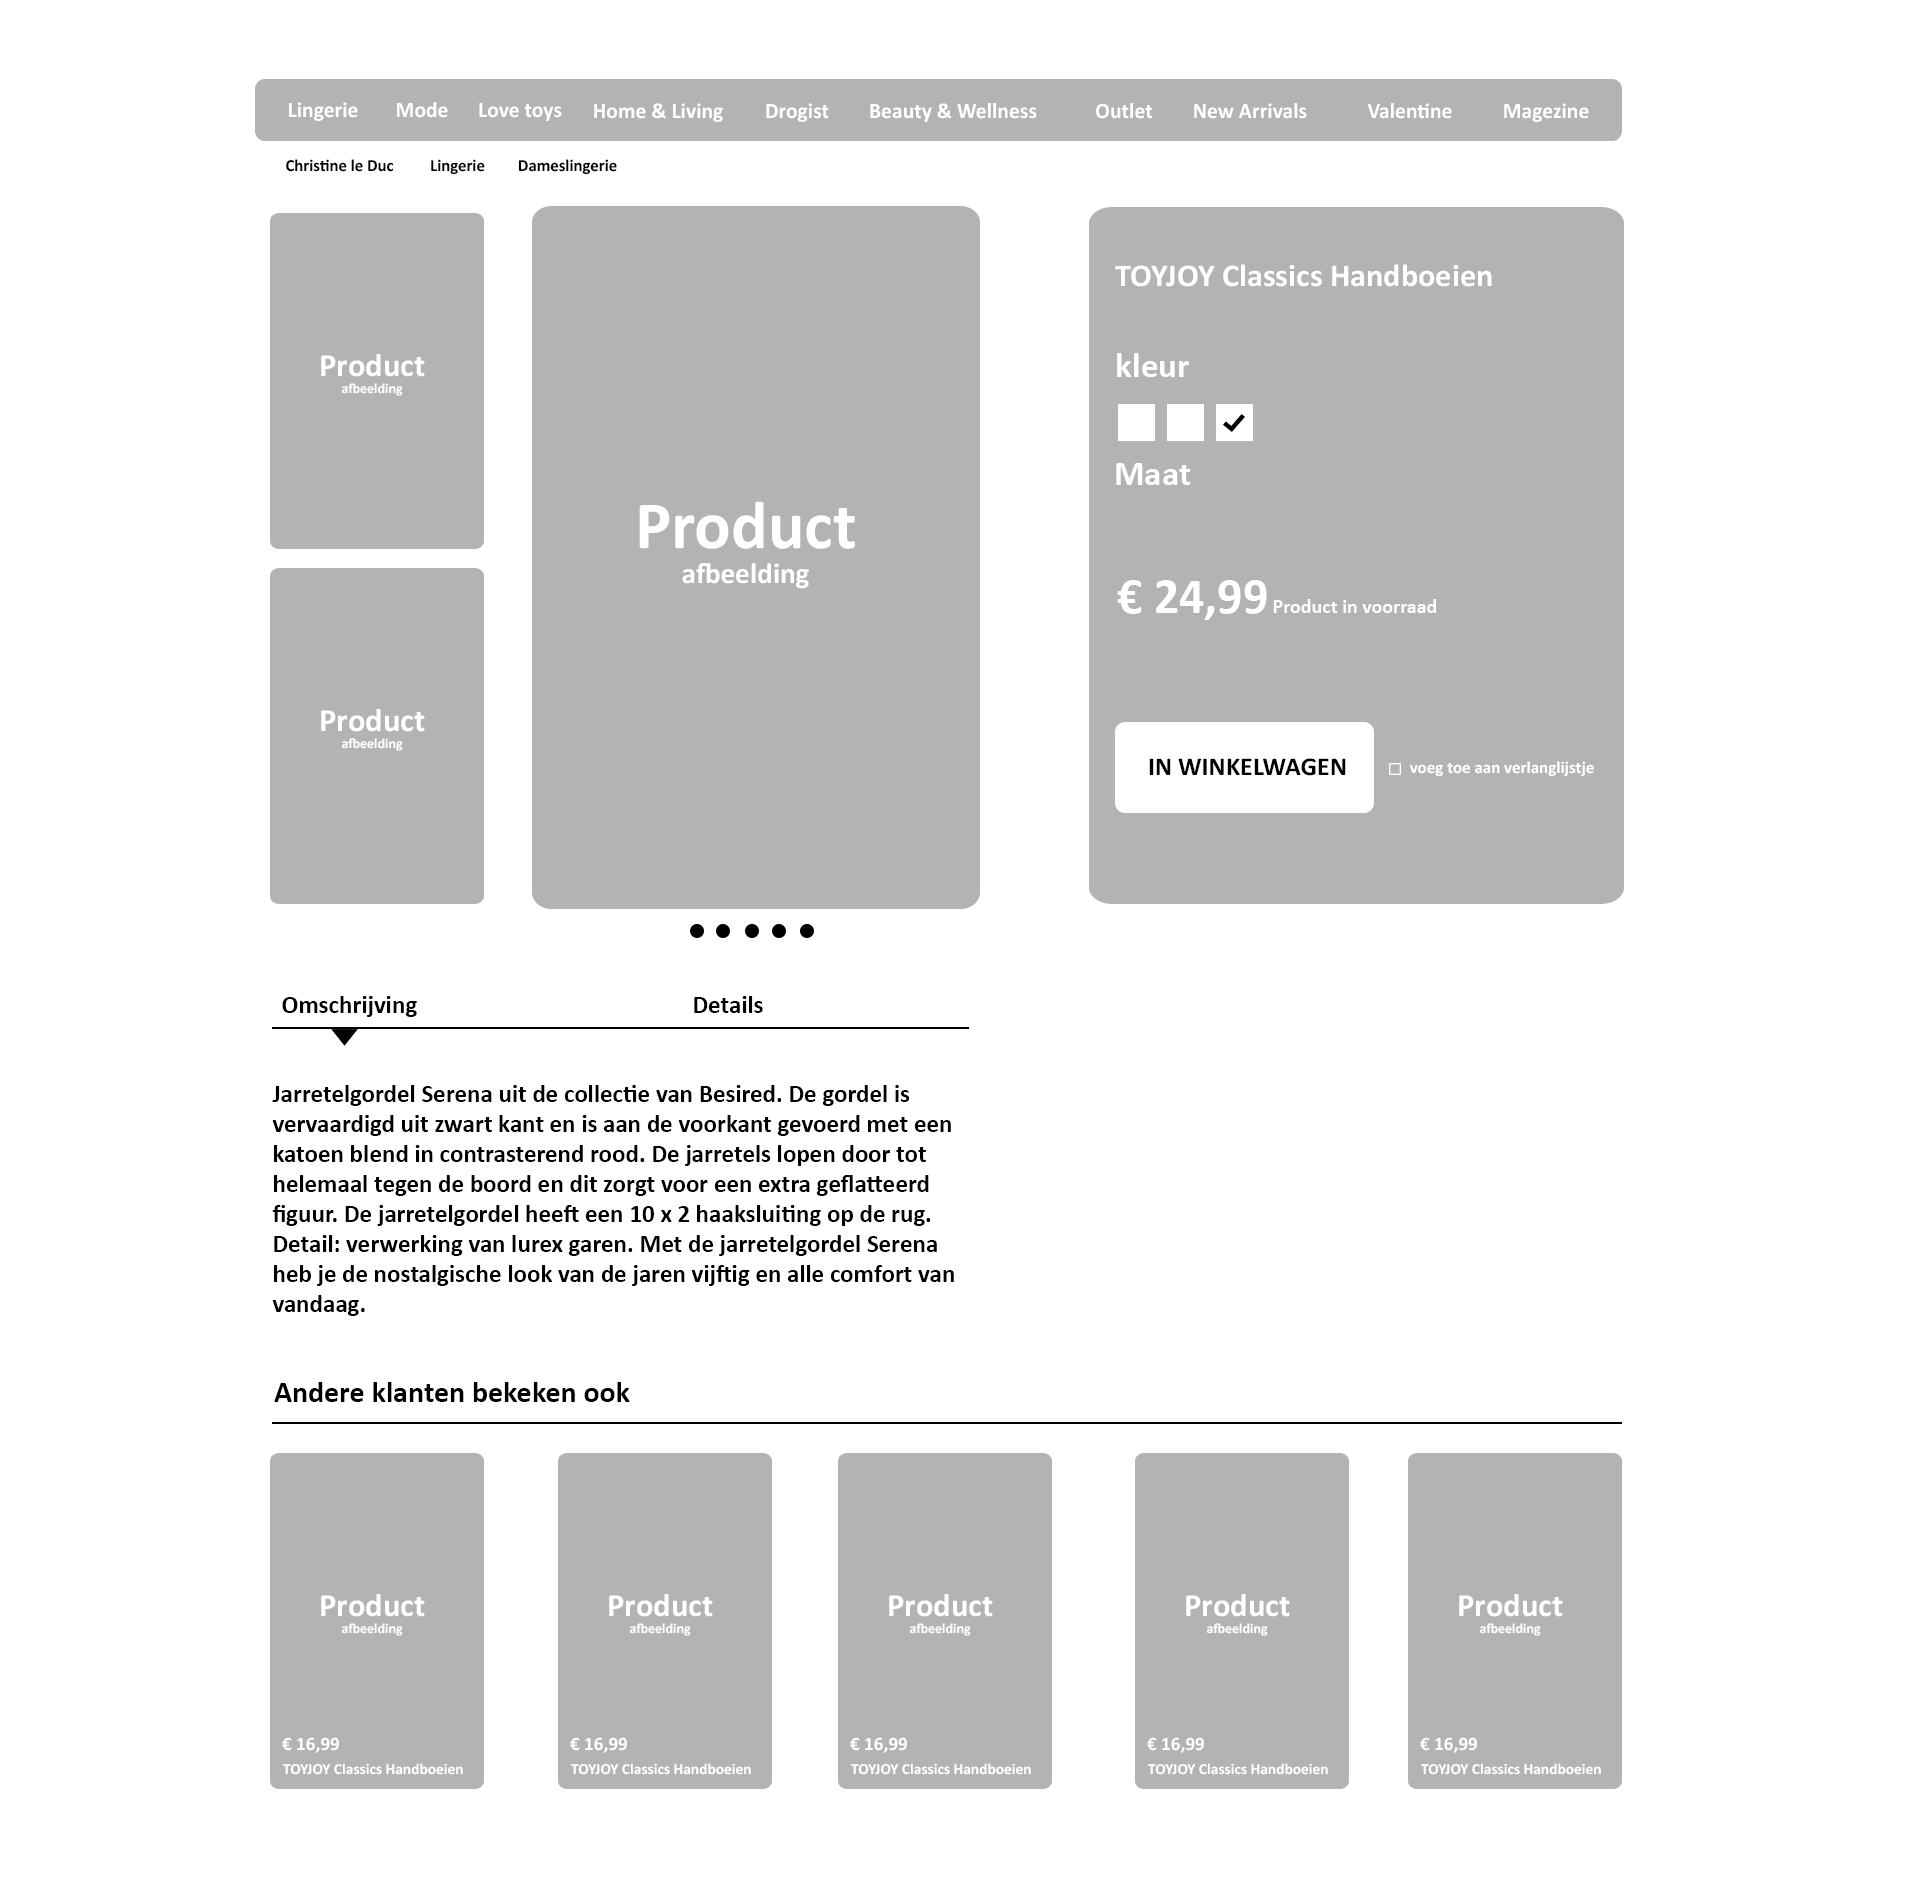 Lingerie Mode Love toys Home & Living Drogist Beauty & Wellness Outlet New Arrivals Valentine Magezine
Christine le Duc Lingerie Dameslingerie
Product
afbeelding
Product
afbeelding
Product
afbeelding
TOYJOY Classics Handboeien
kleur
Maat
€ 24,99 Product in voorraad
IN WINKELWAGEN voeg toe aan verlanglijstje
Omschrijving Details
Jarretelgordel Serena uit de collectie van Besired. De gordel is
vervaardigd uit zwart kant en is aan de voorkant gevoerd met een
katoen blend in contrasterend rood. De jarretels lopen door tot
helemaal tegen de boord en dit zorgt voor een extra geflatteerd
figuur. De jarretelgordel heeft een 10 x 2 haaksluiting op de rug.
Detail: verwerking van lurex garen. Met de jarretelgordel Serena
heb je de nostalgische look van de jaren vijftig en alle comfort van
vandaag.
Andere klanten bekeken ook
Product
afbeelding
€ 16,99
TOYJOY Classics Handboeien
Product
afbeelding
€ 16,99
TOYJOY Classics Handboeien
Product
afbeelding
€ 16,99
TOYJOY Classics Handboeien
Product
afbeelding
€ 16,99
TOYJOY Classics Handboeien
Product
afbeelding
€ 16,99
TOYJOY Classics Handboeien